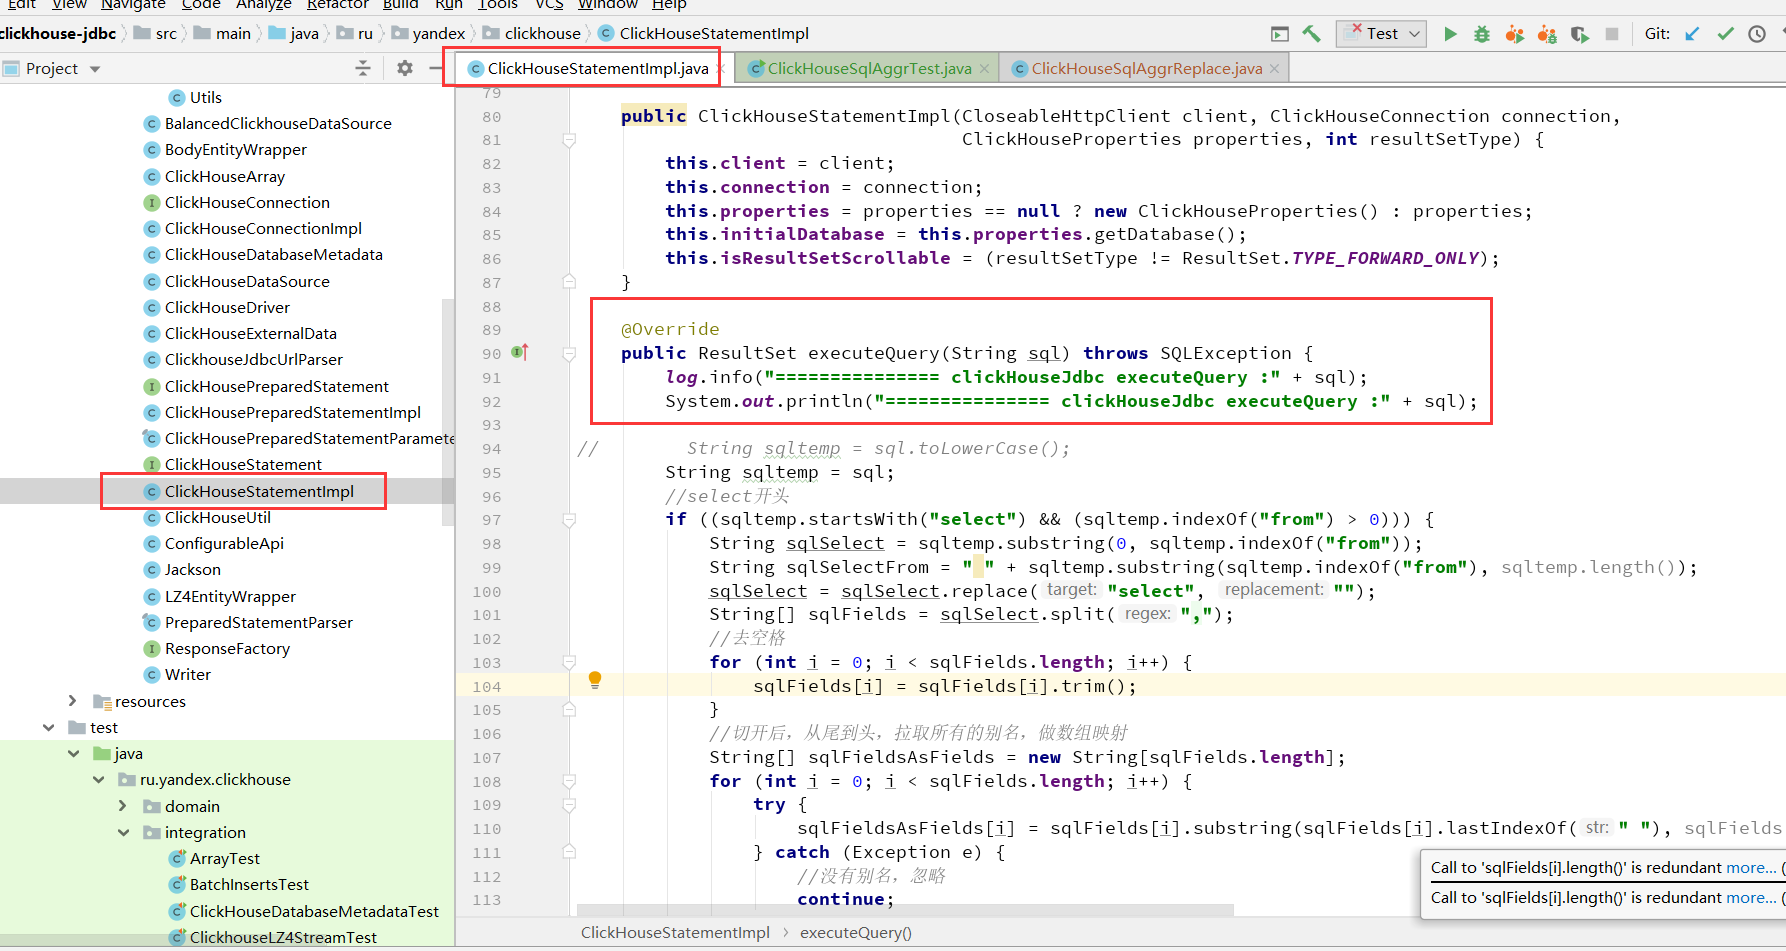 Edit View Navigate Code Analyze Refactor Build Run Tools VCS Window Help
clickhouse-jdbc src main java ru yandex clickhouse ClickHouseStatementImpl Test Git:
Project
ClickHouseStatementImpl.java ClickHouseSqlAggrTest.java ClickHouseSqlAggrReplace.java
Utils
BalancedClickhouseDataSource
BodyEntityWrapper
ClickHouseArray
ClickHouseConnection
ClickHouseConnectionImpl
ClickHouseDatabaseMetadata
ClickHouseDataSource
ClickHouseDriver
ClickHouseExternalData
ClickhouseJdbcUrlParser
ClickHousePreparedStatement
ClickHousePreparedStatementImpl
ClickHousePreparedStatementParamete
ClickHouseStatement
ClickHouseStatementImpl
ClickHouseUtil
ConfigurableApi
Jackson
LZ4EntityWrapper
PreparedStatementParser
ResponseFactory
Writer
resources
test
java
ru.yandex.clickhouse
domain
integration
ArrayTest
BatchInsertsTest
ClickHouseDatabaseMetadataTest
ClickhouseLZ4StreamTest
79
80 public ClickHouseStatementImpl(CloseableHttpClient client, ClickHouseConnection connection,
81 ClickHouseProperties properties, int resultSetType) {
82 this.client = client;
83 this.connection = connection;
84 this.properties = properties == null ? new ClickHouseProperties() : properties;
85 this.initialDatabase = this.properties.getDatabase();
86 this.isResultSetScrollable = (resultSetType != ResultSet.TYPE_FORWARD_ONLY);
87 }
88
89 @Override
90 public ResultSet executeQuery(String sql) throws SQLException {
91 log.info("=============== clickHouseJdbc executeQuery :" + sql);
92 System.out.println("=============== clickHouseJdbc executeQuery :" + sql);
93
94 // String sqltemp = sql.toLowerCase();
95 String sqltemp = sql;
96 //select开头
97 if ((sqltemp.startsWith("select") && (sqltemp.indexOf("from") > 0))) {
98 String sqlSelect = sqltemp.substring(0, sqltemp.indexOf("from"));
99 String sqlSelectFrom = " " + sqltemp.substring(sqltemp.indexOf("from"), sqltemp.length());
100 sqlSelect = sqlSelect.replace( target: "select", replacement: "");
101 String[] sqlFields = sqlSelect.split( regex: ",");
102 //去空格
103 for (int i = 0; i < sqlFields.length; i++) {
104 sqlFields[i] = sqlFields[i].trim();
105 }
106 //切开后，从尾到头，拉取所有的别名，做数组映射
107 String[] sqlFieldsAsFields = new String[sqlFields.length];
108 for (int i = 0; i < sqlFields.length; i++) {
109 try {
110 sqlFieldsAsFields[i] = sqlFields[i].substring(sqlFields[i].lastIndexOf( str: " "), sqlFields
111 } catch (Exception e) {
112 //没有别名，忽略
113 continue;
Call to 'sqlFields[i].length()' is redundant more... (
Call to 'sqlFields[i].length()' is redundant more... (
ClickHouseStatementImpl executeQuery()